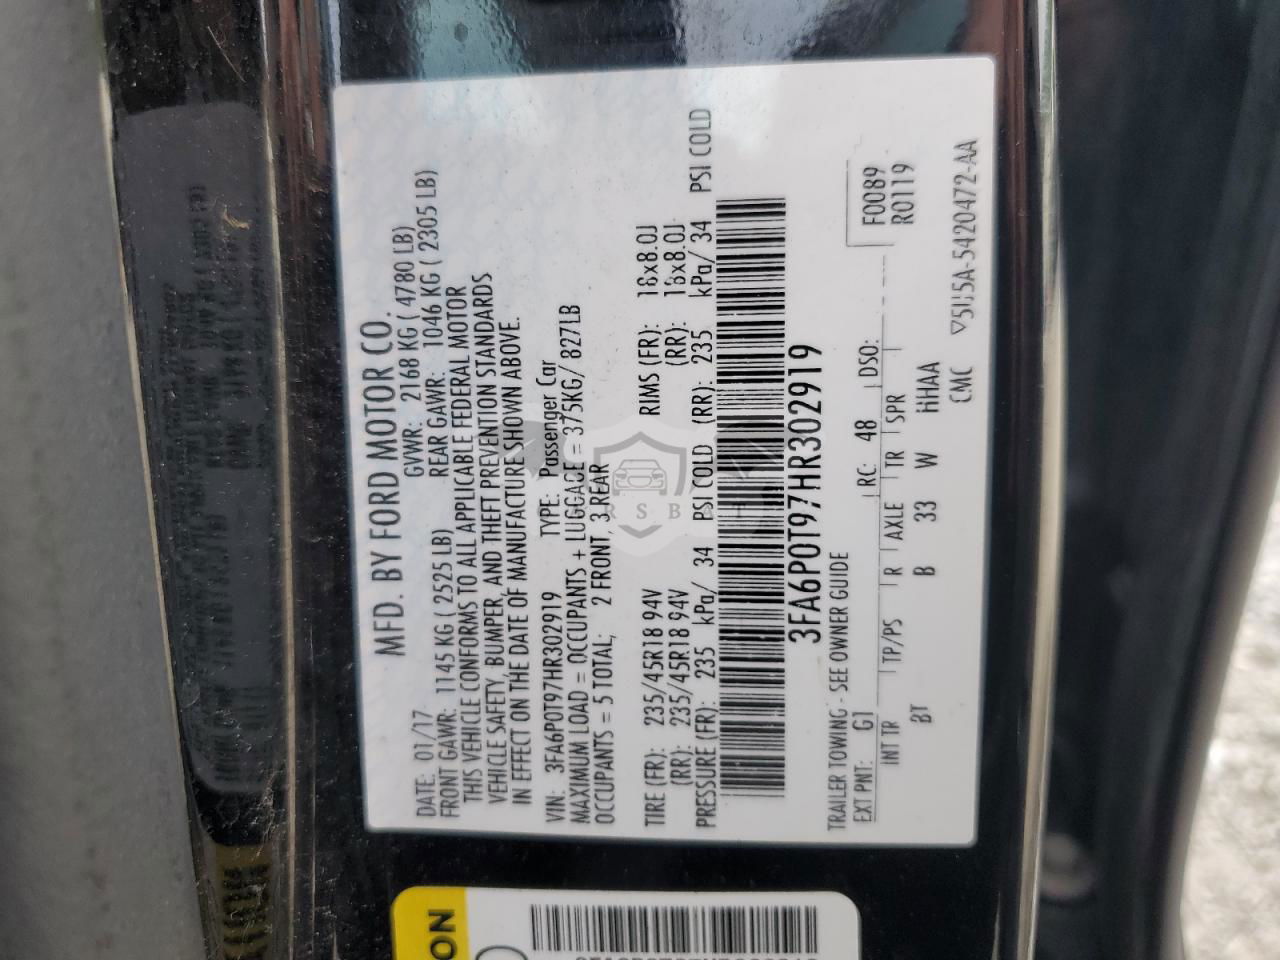 MFD. BY FORD MOTOR CO.
DATE: 01/17 GVWR: 2168 KG ( 4780 LB)
FRONT GAWR: 1145 KG ( 2525 LB) REAR GAWR: 1046 KG ( 2305 LB)
THIS VEHICLE CONFORMS TO ALL APPLICABLE FEDERAL MOTOR
VEHICLE SAFETY, BUMPER, AND THEFT PREVENTION STANDARDS
IN EFFECT ON THE DATE OF MANUFACTURE SHOWN ABOVE.
VIN: 3FA6P0T97HR302919 TYPE: Passenger Car
MAXIMUM LOAD = OCCUPANTS + LUGGAGE = 375KG/ 827LB
OCCUPANTS = 5 TOTAL; 2 FRONT, 3 REAR
TIRE (FR): 235/45R18 94V RIMS (FR): 18x8.0J
(RR): 235/45R18 94V (RR): 18x8.0J
PRESSURE (FR): 235 kPa/ 34 PSI COLD (RR): 235 kPa/ 34 PSI COLD
3FA6P0T97HR302919
TRAILER TOWING - SEE OWNER GUIDE
F0089
R0119
EXT PNT: G1 RC: 48 DSO:
INT TR TP/PS R AXLE TR SPR
BT B 33 W HHAA
CMC
5U5A-5420472-AA
RSBAT
ON